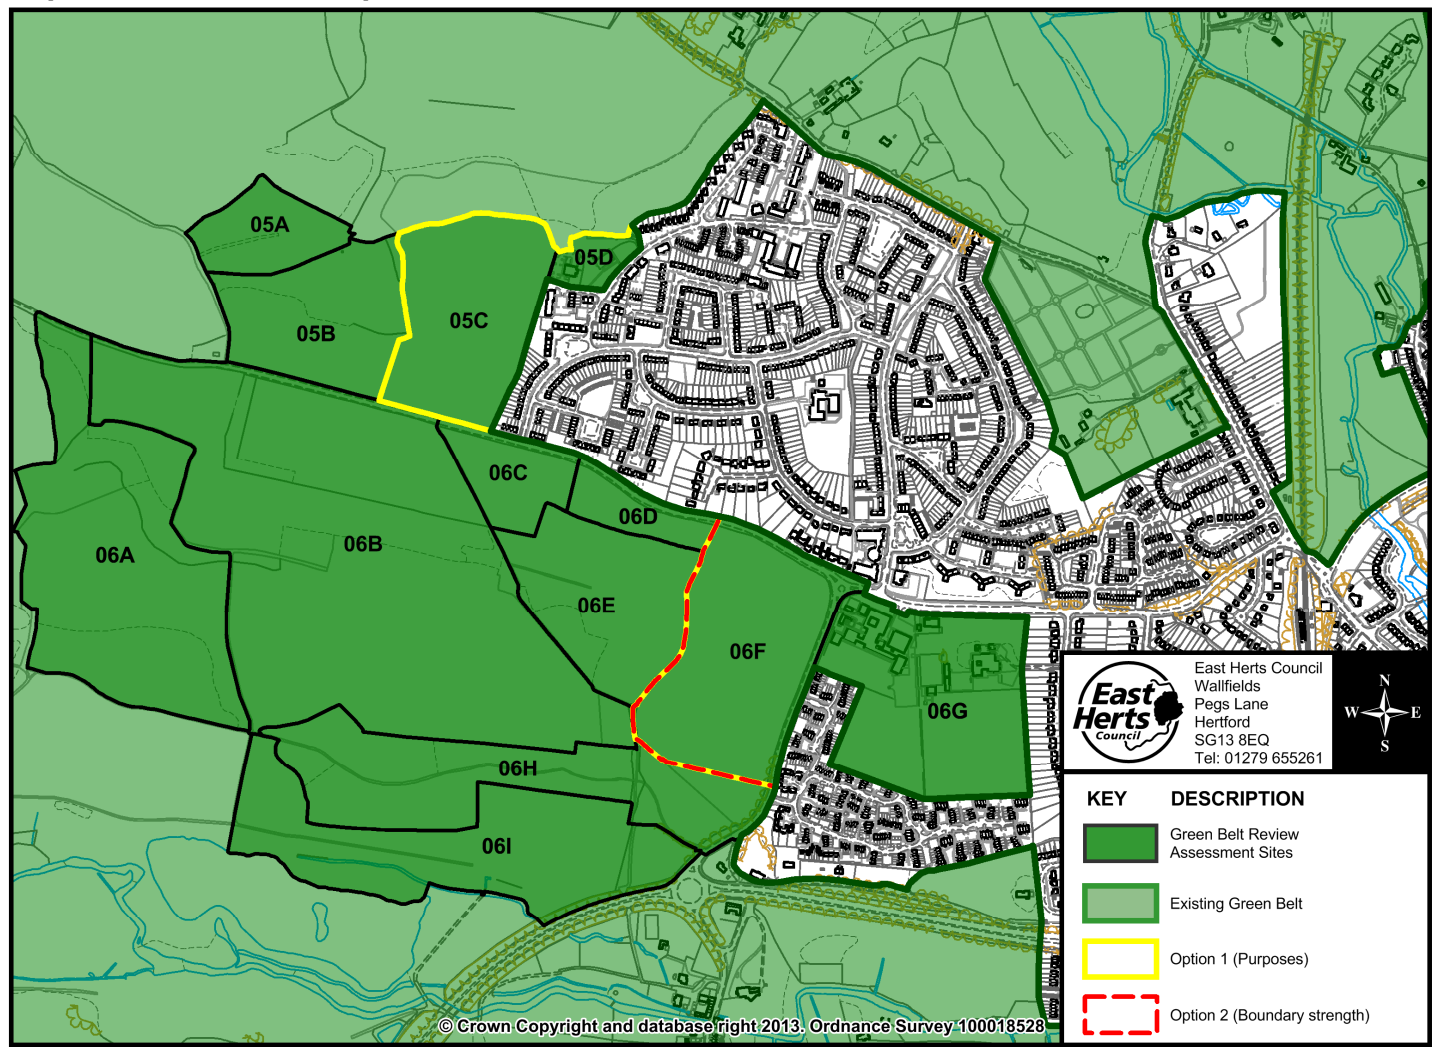 05A
05B
05C
05D
06A
06B
06C
06D
06E
06F
06G
06H
06I
East
Herts
Council
East Herts Council
Wallfields
Pegs Lane
Hertford
SG13 8EQ
Tel: 01279 655261
N
W E
S
KEY DESCRIPTION
Green Belt Review
Assessment Sites
Existing Green Belt
Option 1 (Purposes)
Option 2 (Boundary strength)
© Crown Copyright and database right 2013. Ordnance Survey 100018528